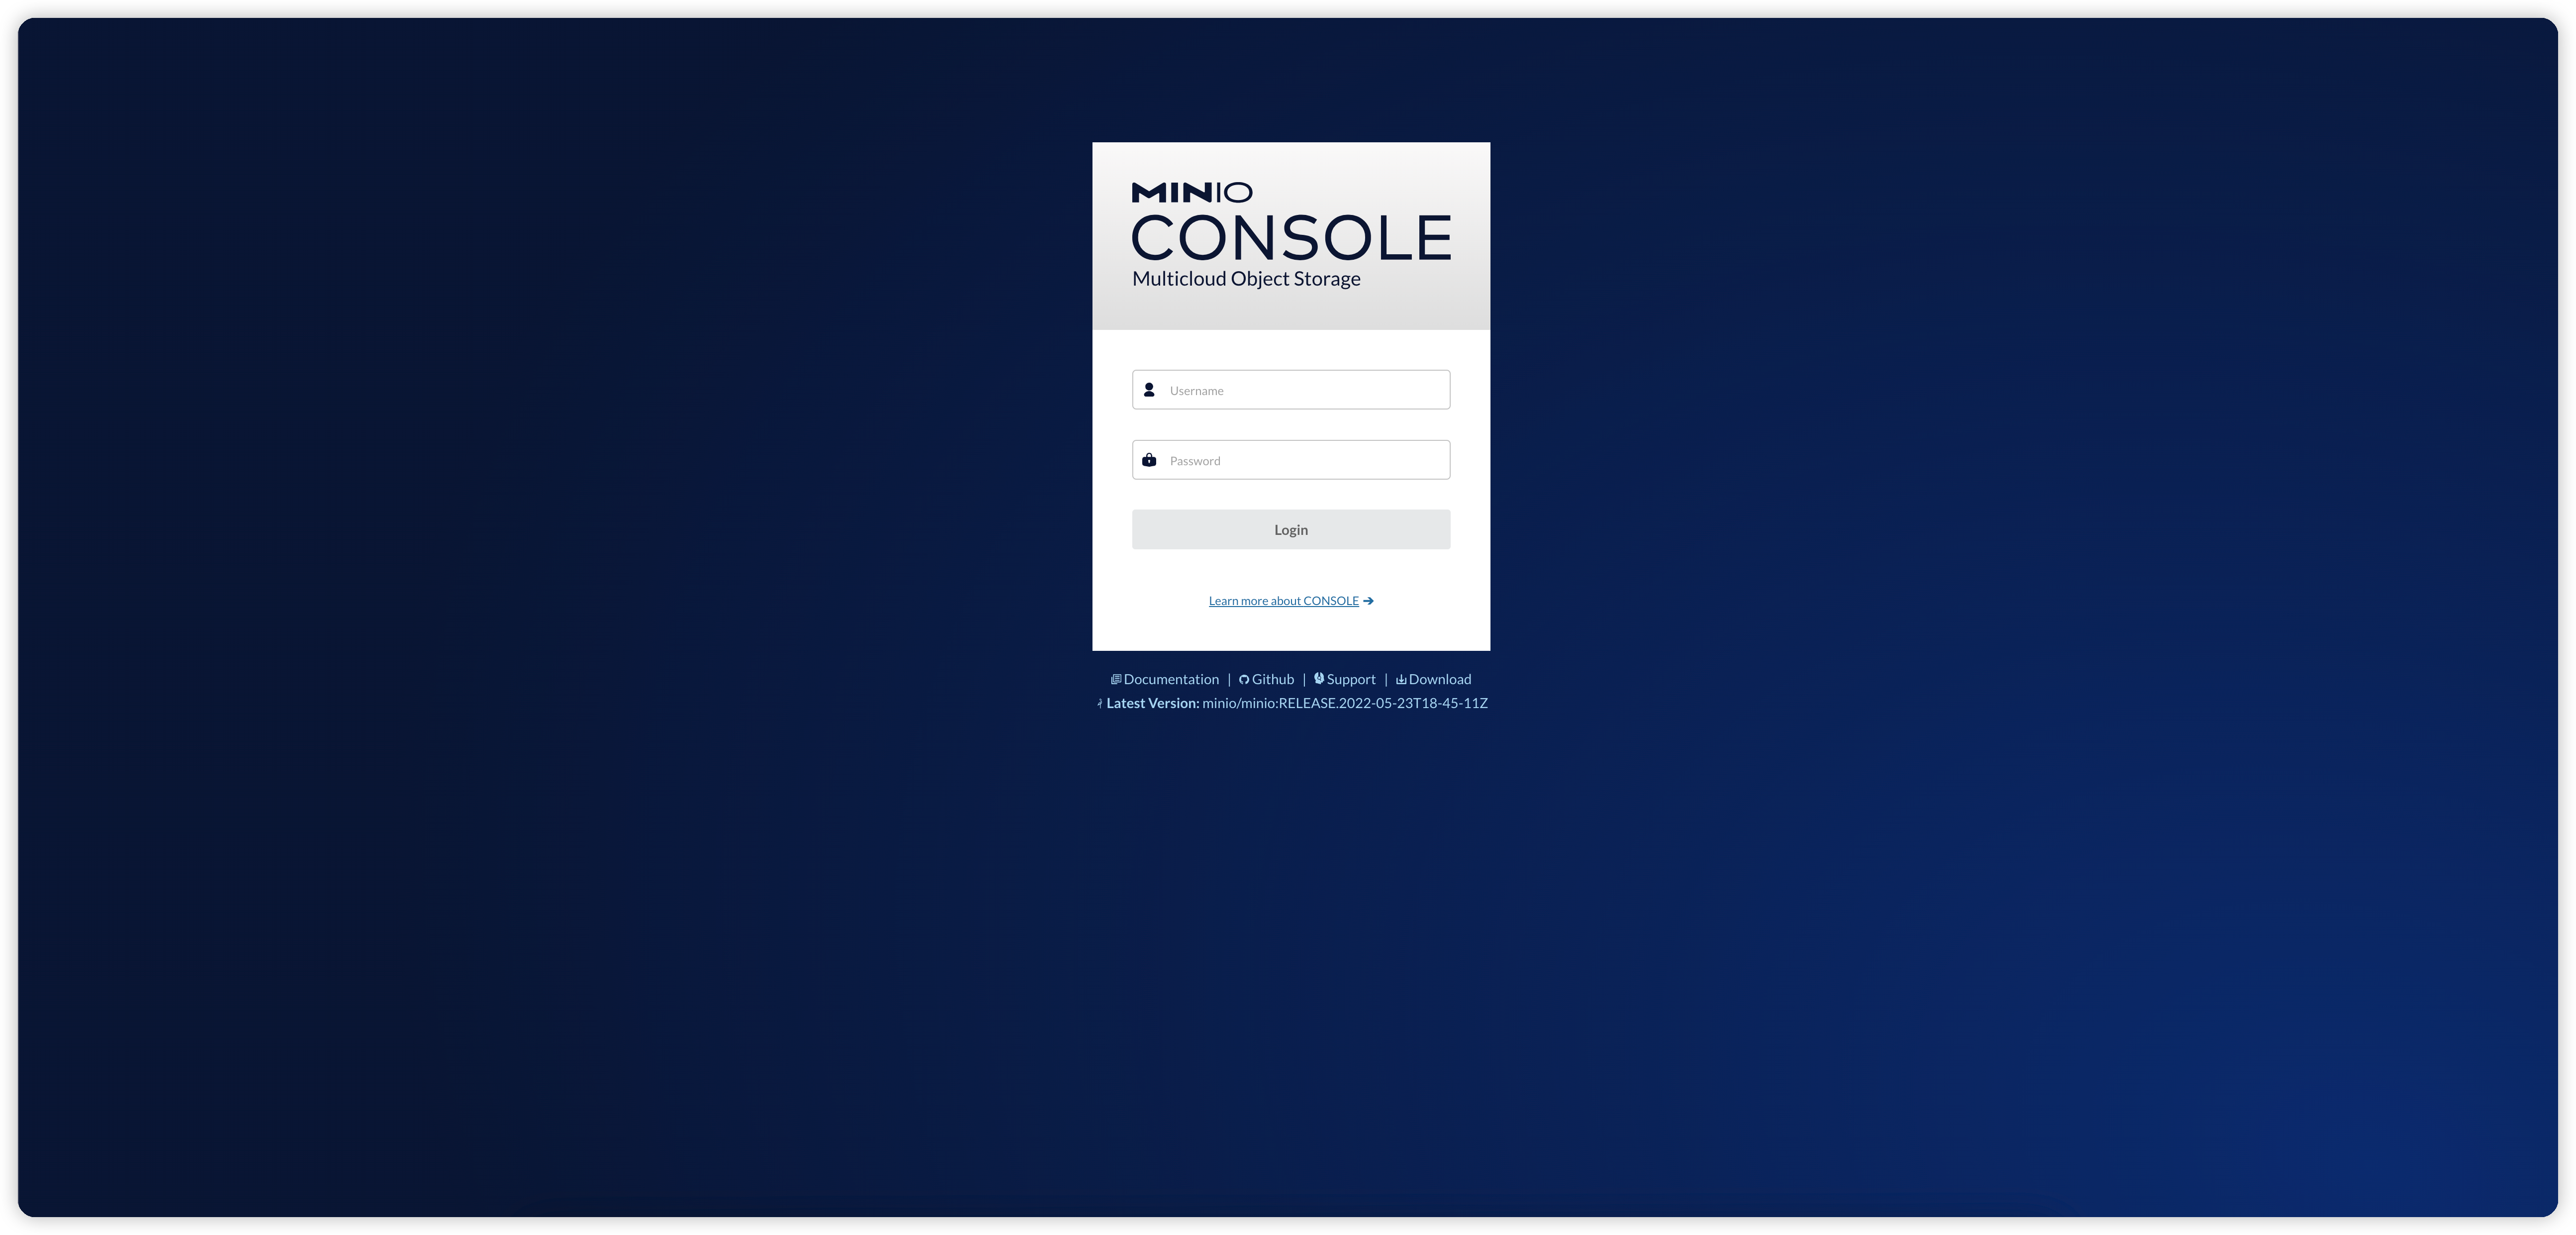 MINIO
CONSOLE
Multicloud Object Storage
Username
Password
Login
Learn more about CONSOLE
Documentation | Github | Support | Download
Latest Version: minio/minio:RELEASE.2022-05-23T18-45-11Z